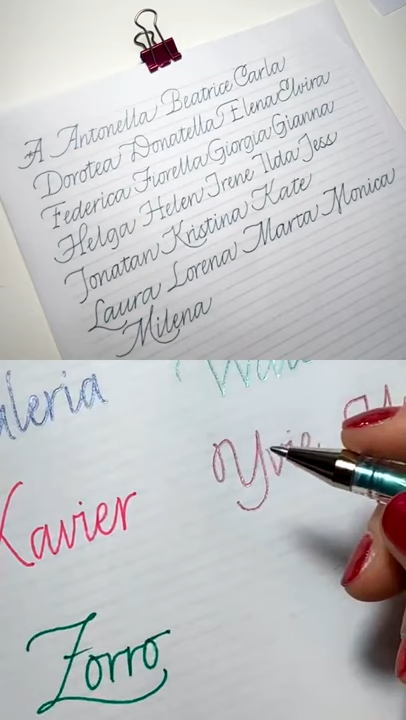 A Antonella Beatrice Carla
Dorotea Donatella Elena Elvira
Federica Fiorella Giorgia Gianna
Helga Helen Irene Ilda Jess
Jonatan Kristina Kate
Laura Lorena Marta Monica
Milena
Xavier
Zorro